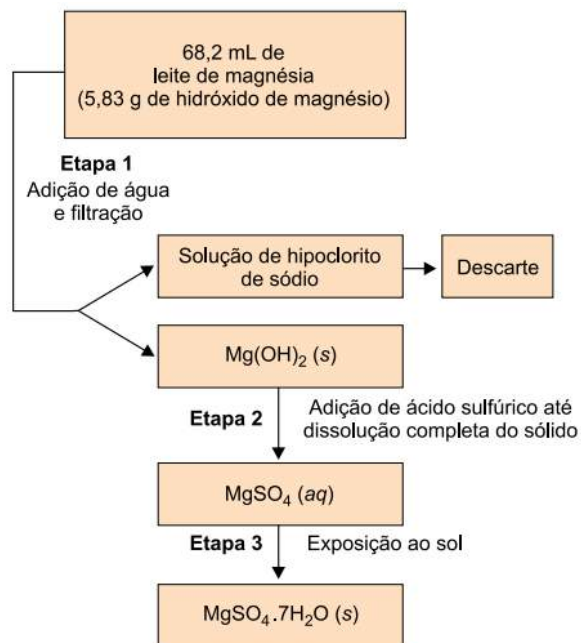 68,2 mL de
leite de magnésia
(5,83 g de hidróxido de magnésio)
Etapa 1
Adição de água
e filtração
Solução de hipoclorito
de sódio
Descarte
Mg(OH)₂ (s)
Etapa 2
Adição de ácido sulfúrico até
dissolução completa do sólido
MgSO₄ (aq)
Etapa 3
Exposição ao sol
MgSO₄.7H₂O (s)